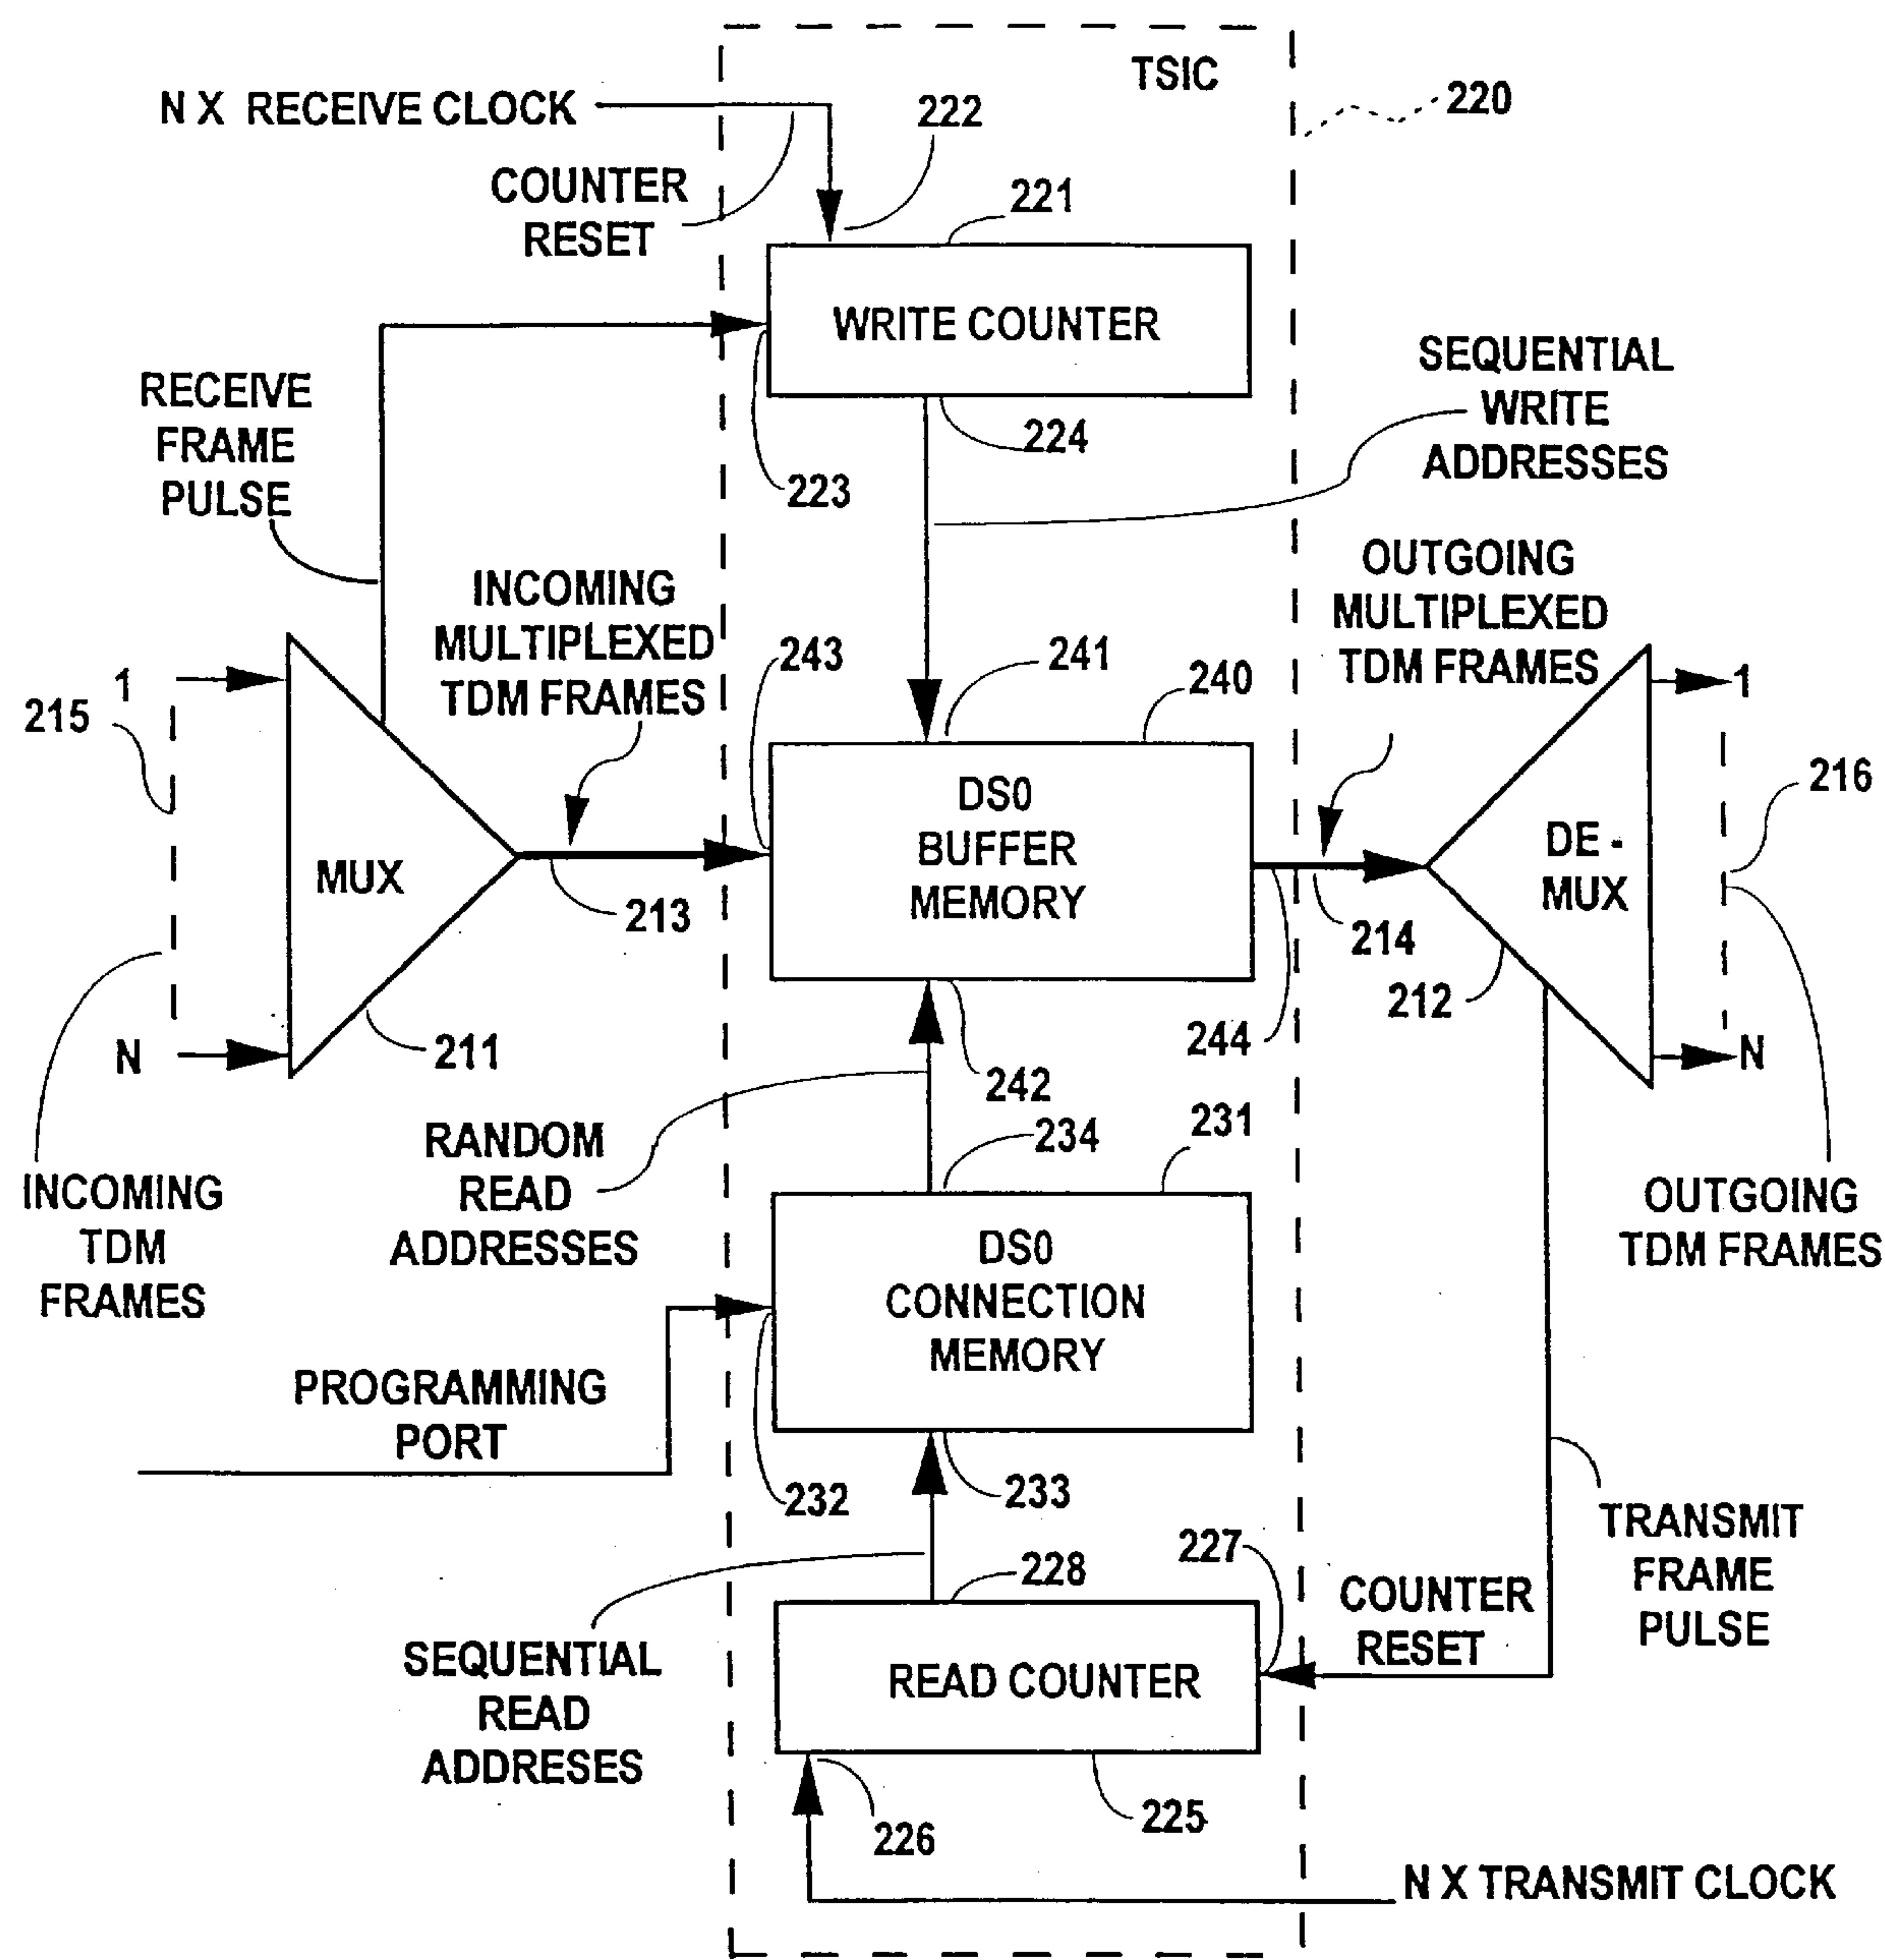 TSIC
220
N X RECEIVE CLOCK
222
COUNTER
RESET
221
WRITE COUNTER
SEQUENTIAL
WRITE
ADDRESSES
RECEIVE
FRAME
PULSE
224
223
INCOMING
MULTIPLEXED
TDM FRAMES
OUTGOING
MULTIPLEXED
TDM FRAMES
243
241
240
1
215
1
216
MUX
213
DS0
BUFFER
MEMORY
DE -
MUX
214
212
244
N
211
242
N
RANDOM
READ
ADDRESSES
234
231
INCOMING
TDM
FRAMES
OUTGOING
TDM FRAMES
DS0
CONNECTION
MEMORY
PROGRAMMING
PORT
232
233
TRANSMIT
FRAME
PULSE
227
228
COUNTER
RESET
SEQUENTIAL
READ
ADDRESES
READ COUNTER
225
226
N X TRANSMIT CLOCK